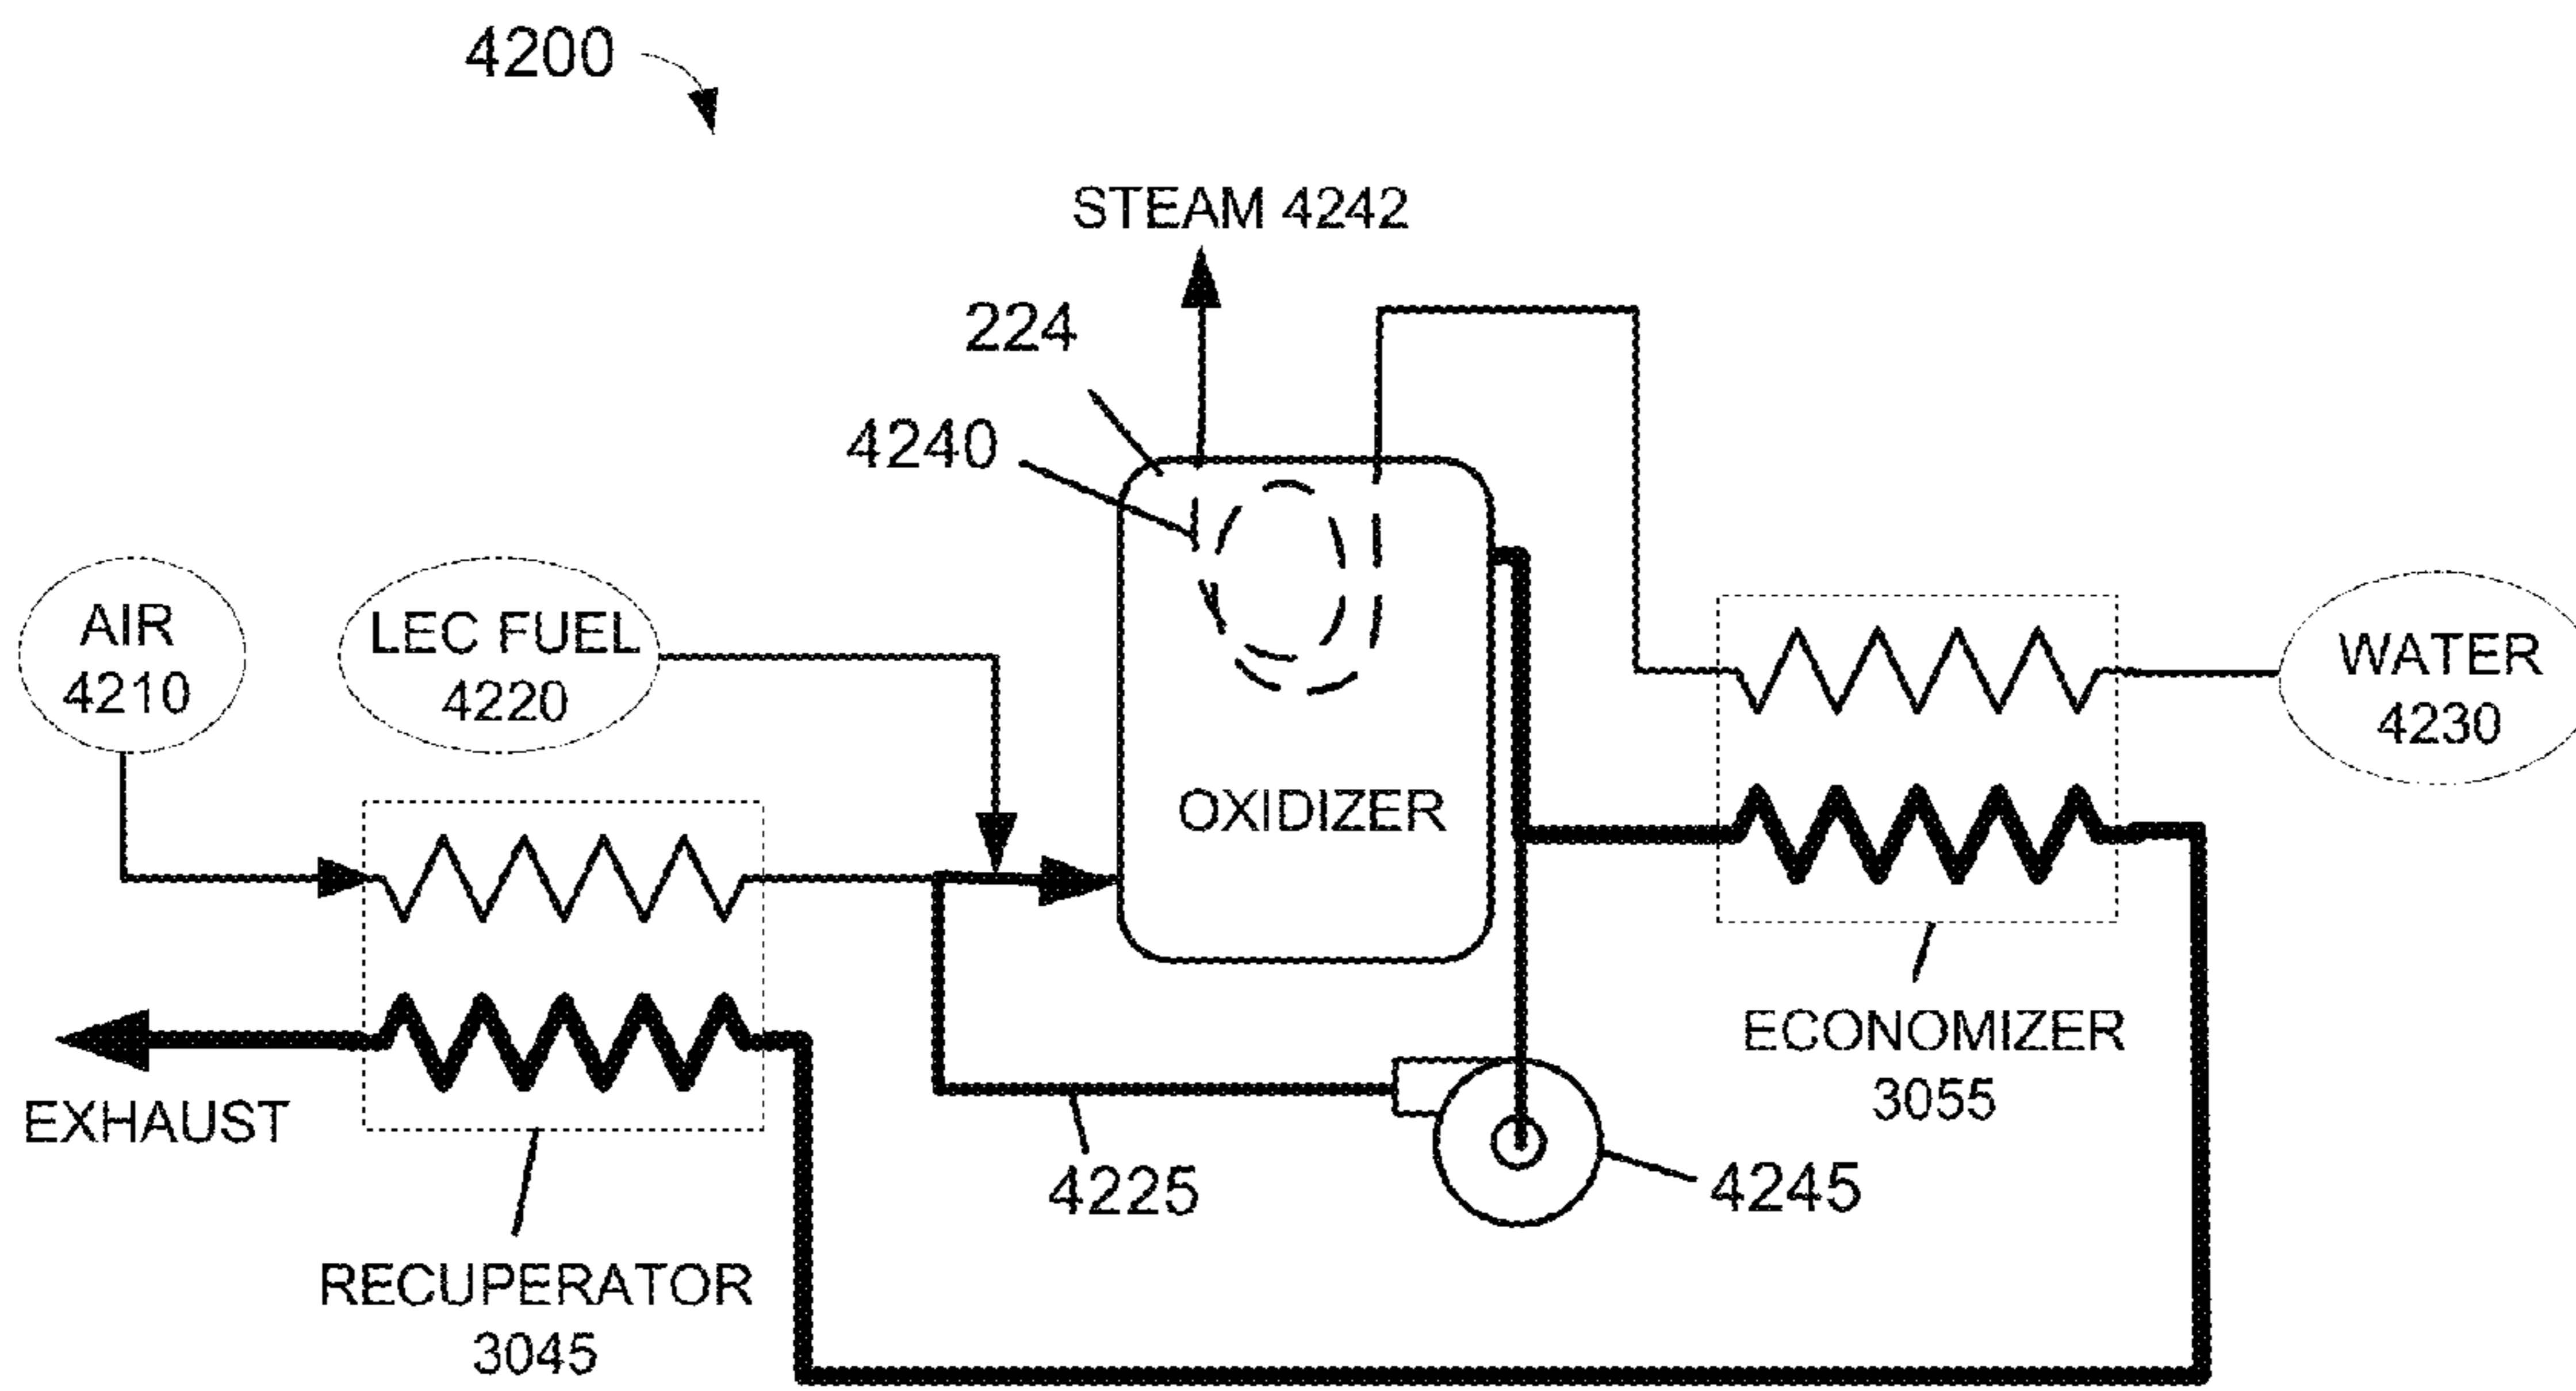 4200
STEAM 4242
224
4240
AIR
4210
LEC FUEL
4220
WATER
4230
OXIDIZER
EXHAUST
ECONOMIZER
3055
4225
4245
RECUPERATOR
3045